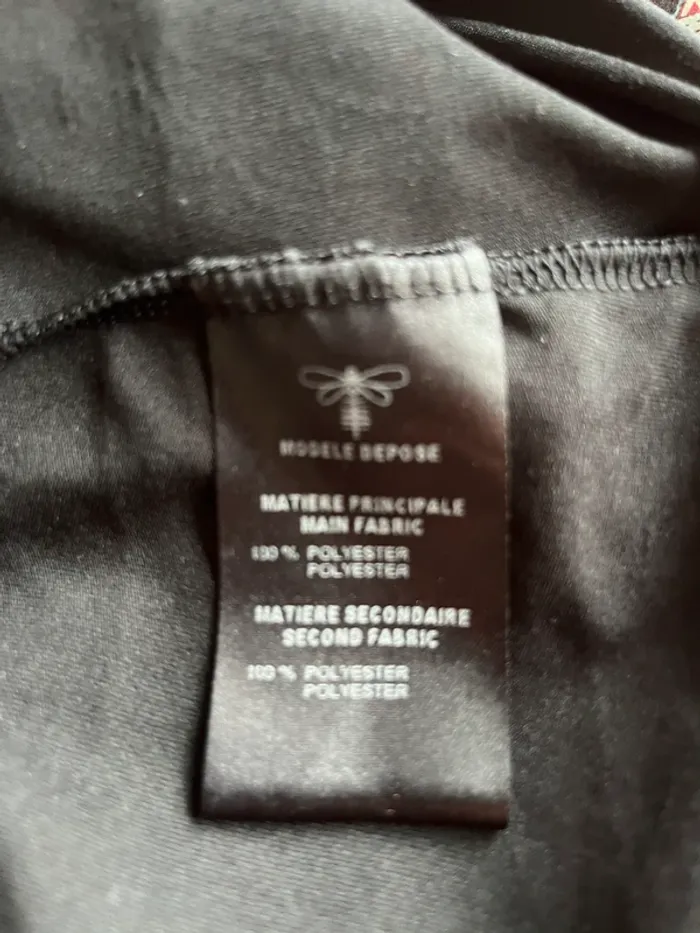 MODELE DEPOSE
MATIERE PRINCIPALE
MAIN FABRIC
100 % POLYESTER
POLYESTER
MATIERE SECONDAIRE
SECOND FABRIC
100 % POLYESTER
POLYESTER